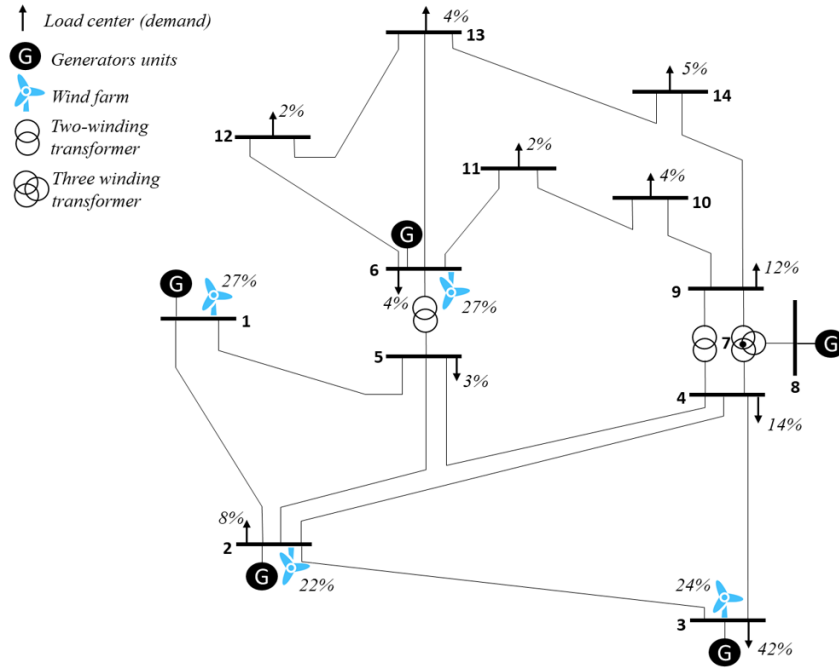 Load center (demand)
G Generators units
Wind farm
Two-winding
transformer
Three winding
transformer
4%
13
5%
14
2%
12
2%
11
4%
10
G
6
4%
27%
12%
9
G
27%
1
7
G
8
5
3%
4
14%
8%
2
G
22%
24%
3
G
42%